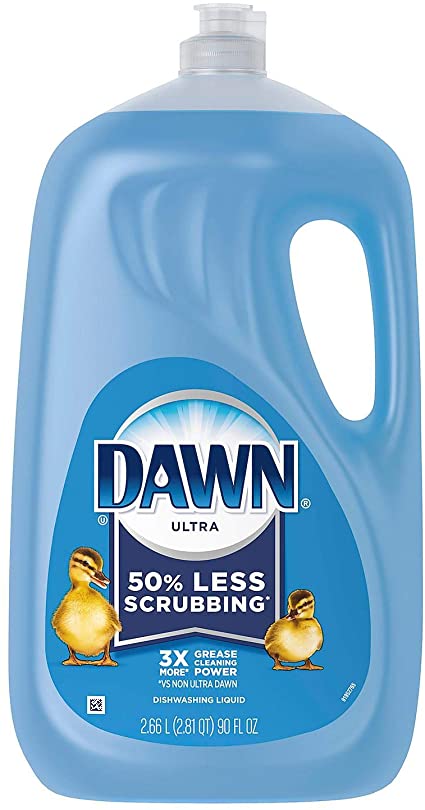 DAWN®
Ⓤ
ULTRA
50% LESS
SCRUBBING*
3X
MORE*
GREASE
CLEANING
POWER
*VS NON ULTRA DAWN
DISHWASHING LIQUID
2.66 L (2.81 QT) 90 FL OZ